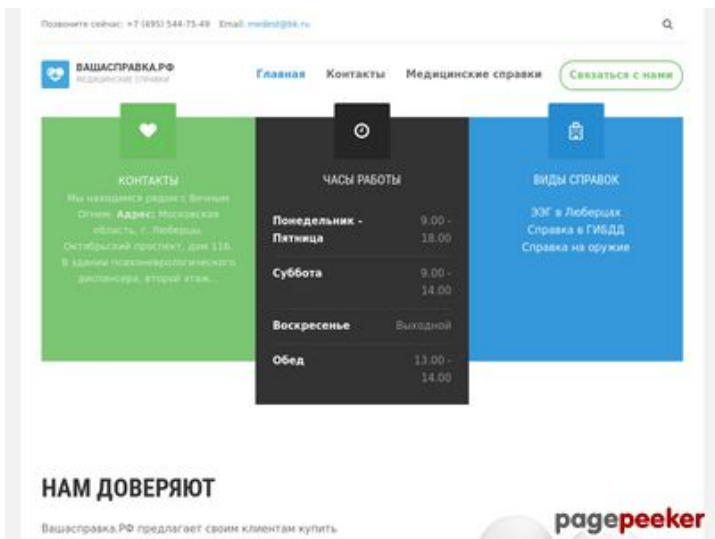 Позвоните сейчас: +7 (495) 544-75-49 Email: medest@bk.ru
ВАШАСПРАВКА.РФ
МЕДИЦИНСКИЕ СПРАВКИ
Главная Контакты Медицинские справки Связаться с нами
КОНТАКТЫ
Мы находимся рядом с Вечным
Огнем. Адрес: Московская
область, г. Люберцы,
Октябрьский проспект, дом 116.
В здании психоневрологического
диспансера, второй этаж...
ЧАСЫ РАБОТЫ
Понедельник - 9.00 -
Пятница 18.00
Суббота 9.00 -
14.00
Воскресенье Выходной
Обед 13.00 -
14.00
ВИДЫ СПРАВОК
ЭЭГ в Люберцах
Справка в ГИБДД
Справка на оружие
НАМ ДОВЕРЯЮТ
Вашасправка.РФ предлагает своим клиентам купить
pagepeeker